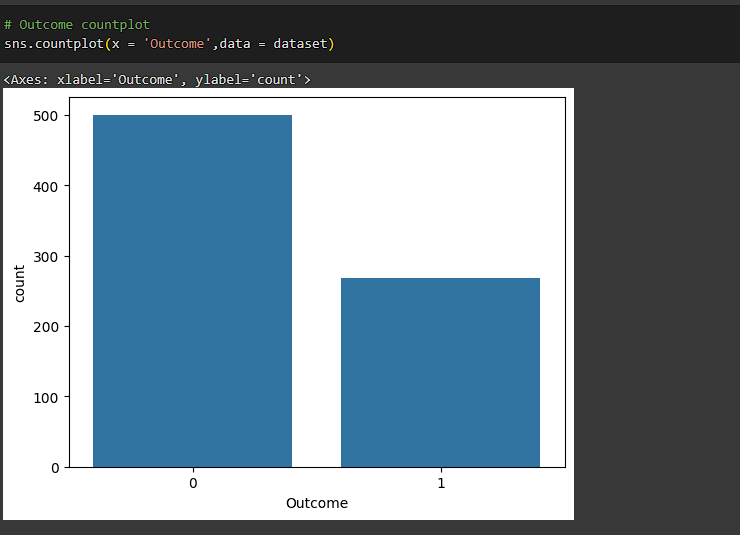 # Outcome countplot
sns.countplot(x = 'Outcome',data = dataset)
<Axes: xlabel='Outcome', ylabel='count'>
500
400
300
200
100
0
count
0 1
Outcome